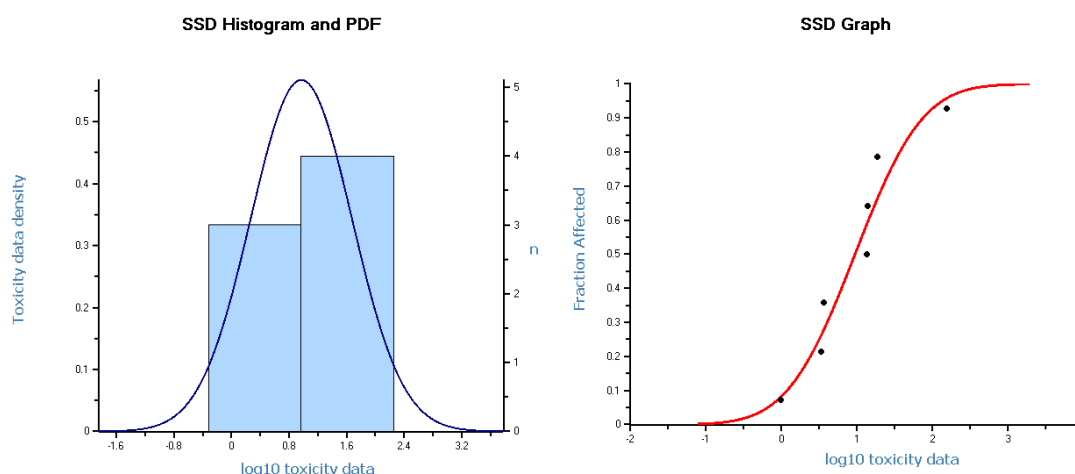 SSD Histogram and PDF
Toxicity data density
0.5
0.4
0.3
0.2
0.1
0
5
4
3
2
1
0
n
-1.6 -0.8 0 0.8 1.6 2.4 3.2
log10 toxicity data
SSD Graph
Fraction Affected
1
0.9
0.8
0.7
0.6
0.5
0.4
0.3
0.2
0.1
0
-2 -1 0 1 2 3
log10 toxicity data